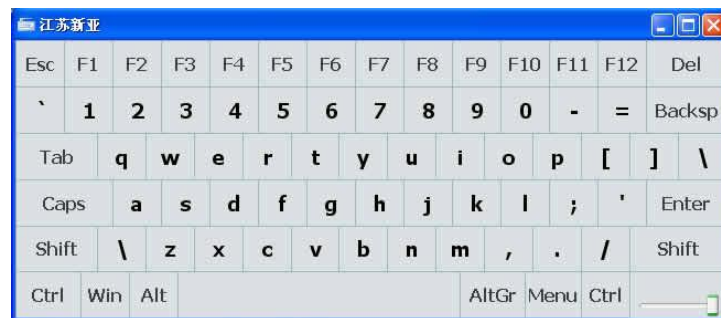 江苏新亚
Esc F1 F2 F3 F4 F5 F6 F7 F8 F9 F10 F11 F12 Del
` 1 2 3 4 5 6 7 8 9 0 - = Backsp
Tab q w e r t y u i o p [ ] \
Caps a s d f g h j k l ; ' Enter
Shift \ z x c v b n m , . / Shift
Ctrl Win Alt AltGr Menu Ctrl